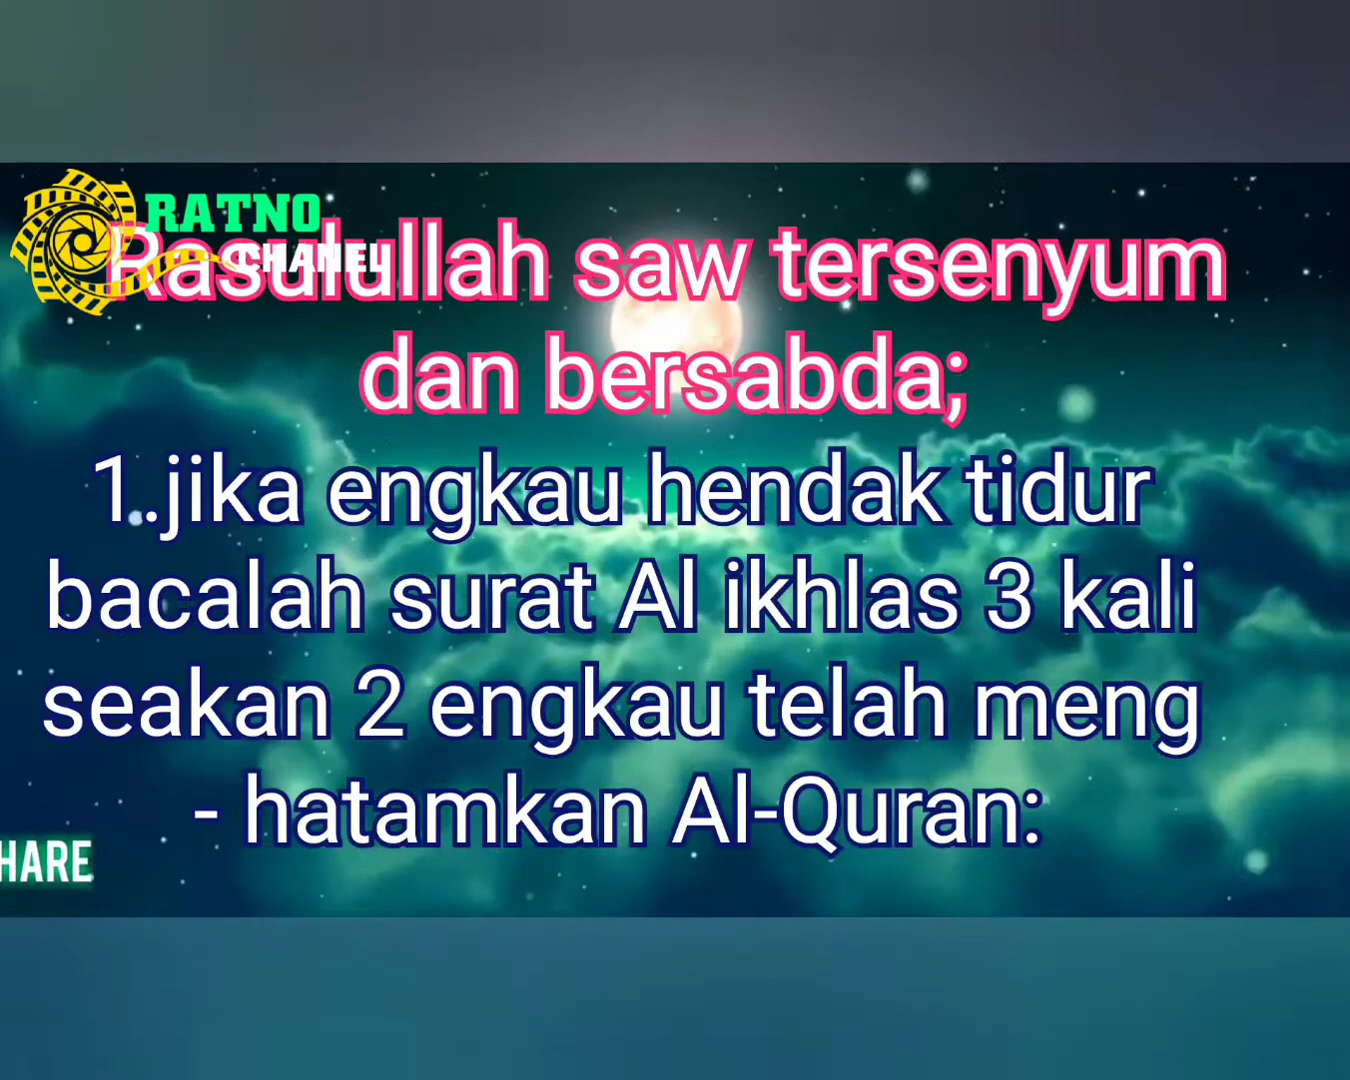 RATNO
CHANEL
Rasulullah saw tersenyum
dan bersabda;
1.jika engkau hendak tidur
bacalah surat Al ikhlas 3 kali
seakan 2 engkau telah meng
- hatamkan Al-Quran:
HARE